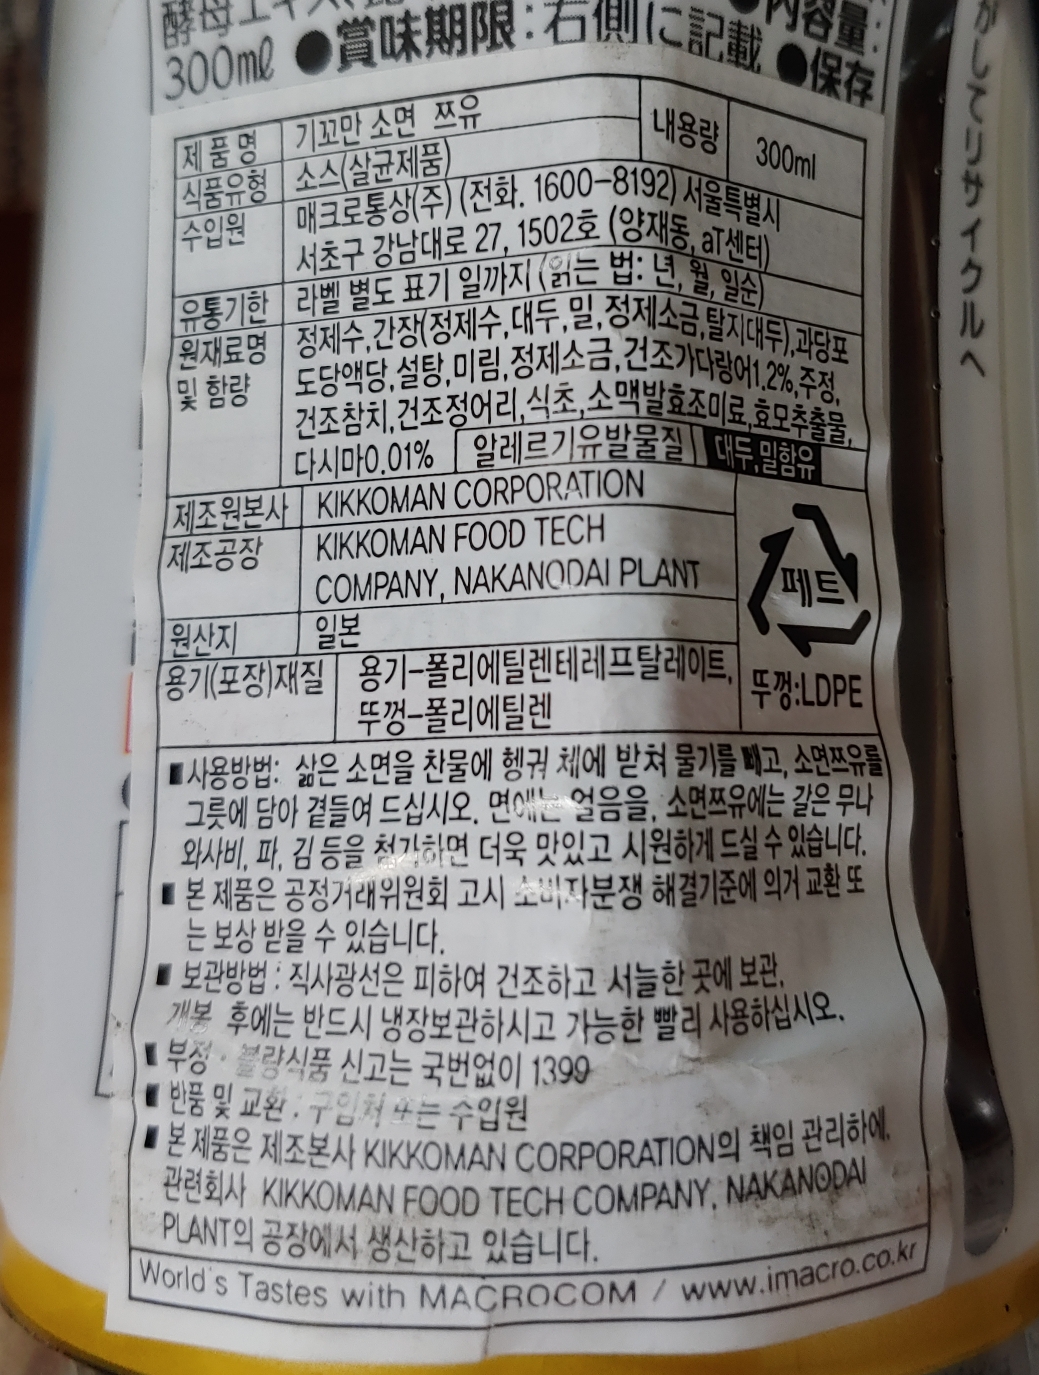 300ml ●賞味期限:右側に記載 ●保存
●内容量:
がしてリサイクルへ
제품명 기꼬만 소면 쯔유 내용량 300ml
식품유형 소스(살균제품)
수입원 매크로통상(주) (전화. 1600-8192) 서울특별시
서초구 강남대로 27, 1502호 (양재동, aT센터)
유통기한 라벨 별도 표기 일까지 (읽는 법: 년, 월, 일순)
원재료명 정제수,간장(정제수,대두,밀,정제소금,탈지대두),과당포
및 함량 도당액당,설탕,미림,정제소금,건조가다랑어1.2%,주정,
건조참치,건조정어리,식초,소맥발효조미료,효모추출물,
다시마0.01% 알레르기유발물질 대두,밀함유
제조원본사 KIKKOMAN CORPORATION
제조공장 KIKKOMAN FOOD TECH
COMPANY, NAKANODAI PLANT
페트
원산지 일본
용기(포장)재질 용기-폴리에틸렌테레프탈레이트,
뚜껑:LDPE
뚜껑-폴리에틸렌
■사용방법: 삶은 소면을 찬물에 헹궈 체에 받쳐 물기를 빼고, 소면쯔유를
그릇에 담아 곁들여 드십시오. 면에는 얼음을, 소면쯔유에는 갈은 무나
와사비, 파, 김 등을 첨가하면 더욱 맛있고 시원하게 드실 수 있습니다.
■ 본 제품은 공정거래위원회 고시 소비자분쟁 해결기준에 의거 교환 또
는 보상 받을 수 있습니다.
■ 보관방법 : 직사광선은 피하여 건조하고 서늘한 곳에 보관.
개봉 후에는 반드시 냉장보관하시고 가능한 빨리 사용하십시오.
■ 부정 · 불량식품 신고는 국번없이 1399
■ 반품 및 교환 : 구입처 또는 수입원
■ 본 제품은 제조본사 KIKKOMAN CORPORATION의 책임 관리하에,
관련회사 KIKKOMAN FOOD TECH COMPANY, NAKANODAI
PLANT의 공장에서 생산하고 있습니다.
World's Tastes with MACROCOM / www.imacro.co.kr